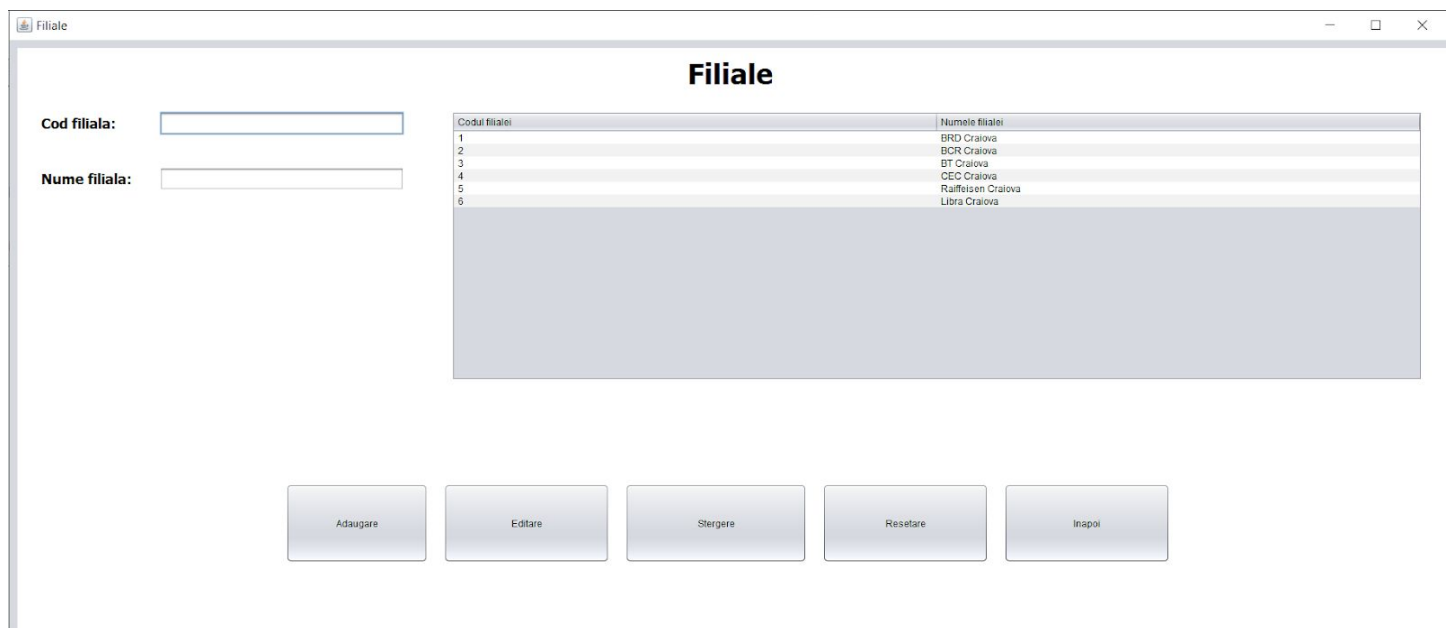 Filiale
Filiale
Cod filiala:
Nume filiala:
Codul filialei Numele filialei
1 BRD Craiova
2 BCR Craiova
3 BT Craiova
4 CEC Craiova
5 Raiffeisen Craiova
6 Libra Craiova
Adaugare Editare Stergere Resetare Inapoi